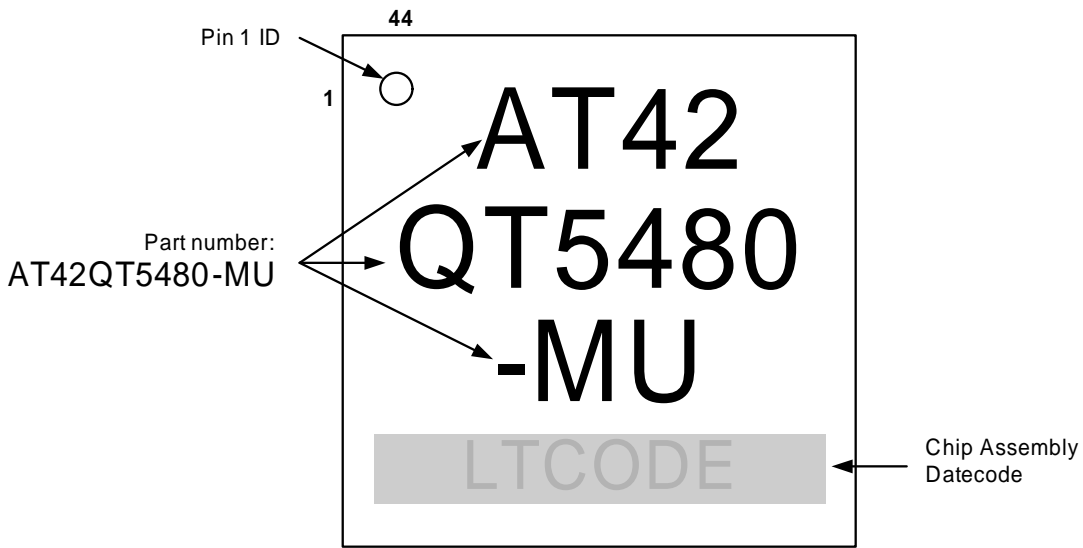 44
Pin 1 ID
1
AT42
QT5480
-MU
Part number:
AT42QT5480-MU
LTCODE
Chip Assembly
Datecode